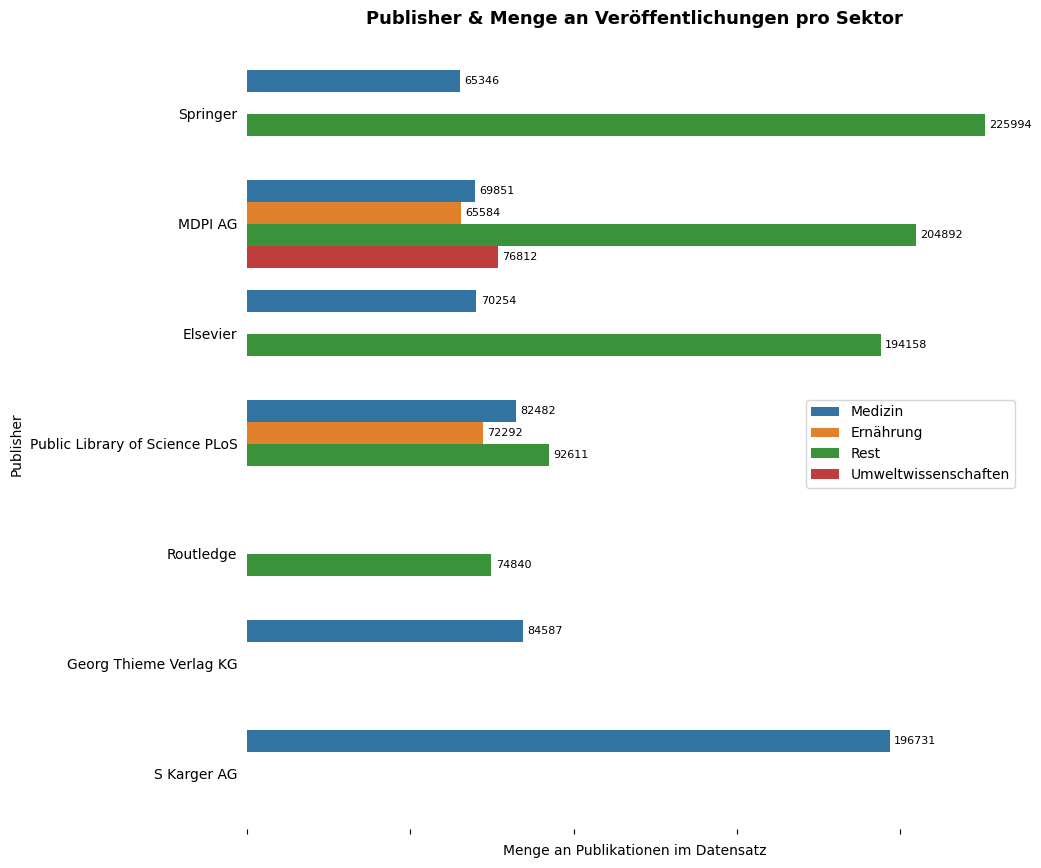 Publisher & Menge an Veröffentlichungen pro Sektor
65346
Springer
225994
69851
65584
MDPI AG
204892
76812
70254
Elsevier
194158
82482
72292
Public Library of Science PLoS
92611
Medizin
Ernährung
Rest
Umweltwissenschaften
Publisher
Routledge
74840
84587
Georg Thieme Verlag KG
196731
S Karger AG
Menge an Publikationen im Datensatz